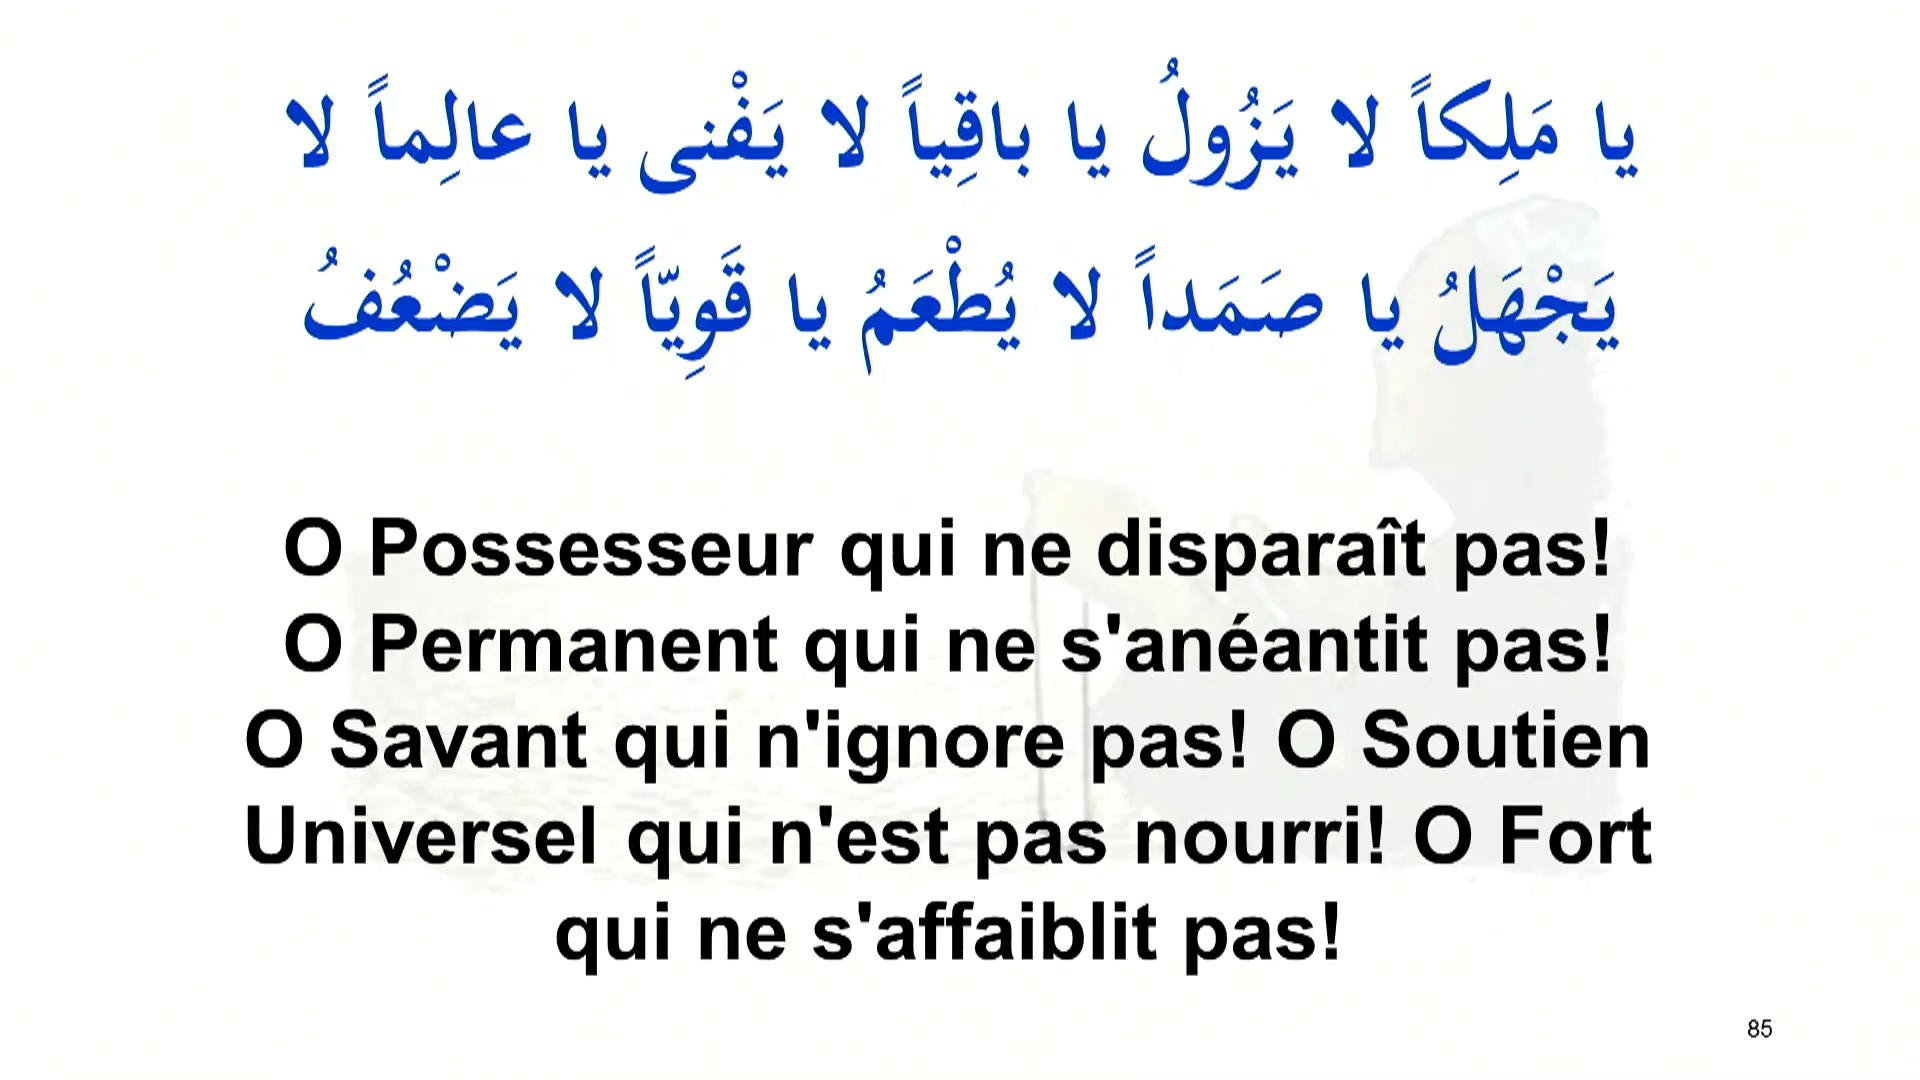 يا مَلِكاً لا يَزُولُ يا باقِياً لا يَفْنى يا عالِماً لا
يَجْهَلُ يا صَمَداً لا يُطْعَمُ يا قَوِيّاً لا يَضْعُفُ
O Possesseur qui ne disparaît pas!
O Permanent qui ne s'anéantit pas!
O Savant qui n'ignore pas! O Soutien
Universel qui n'est pas nourri! O Fort
qui ne s'affaiblit pas!
85